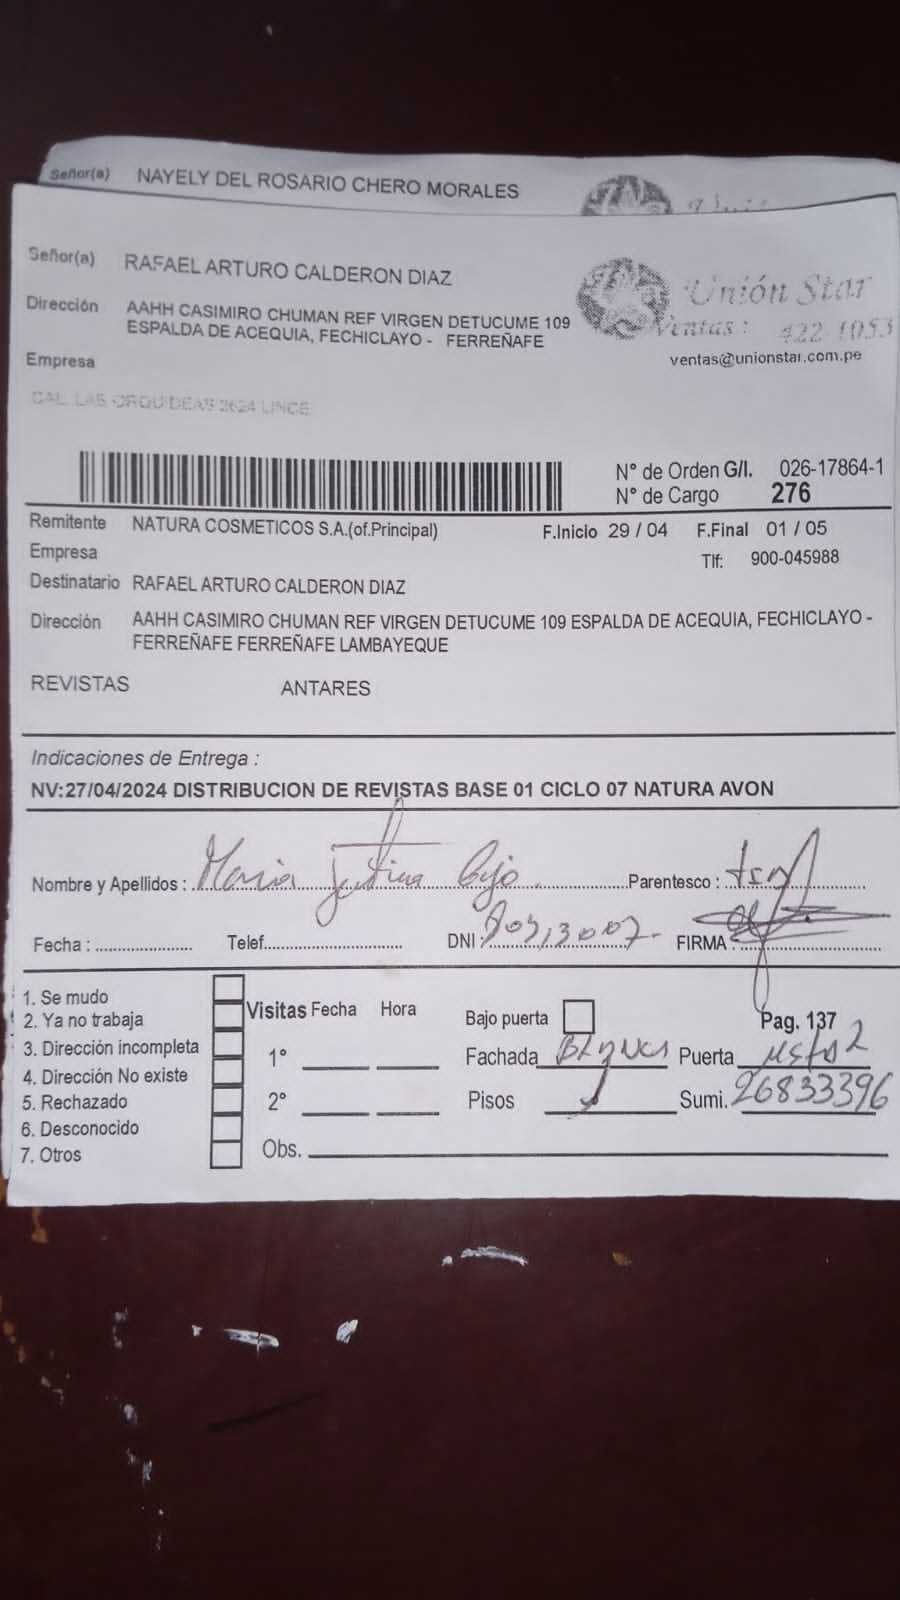 Señor(a) NAYELY DEL ROSARIO CHERO MORALES
Señor(a) RAFAEL ARTURO CALDERON DIAZ
Unión Star
Dirección AAHH CASIMIRO CHUMAN REF VIRGEN DETUCUME 109
ESPALDA DE ACEQUIA, FECHICLAYO - FERREÑAFE
Ventas: 422-1053
ventas@unionstar.com.pe
Empresa
CAL. LAS ORQUIDEAS 2624 LINCE
N° de Orden G/I. 026-17864-1
N° de Cargo 276
Remitente NATURA COSMETICOS S.A.(of.Principal) F.Inicio 29 / 04 F.Final 01 / 05
Empresa Tlf: 900-045988
Destinatario RAFAEL ARTURO CALDERON DIAZ
Dirección AAHH CASIMIRO CHUMAN REF VIRGEN DETUCUME 109 ESPALDA DE ACEQUIA, FECHICLAYO -
FERREÑAFE FERREÑAFE LAMBAYEQUE
REVISTAS ANTARES
Indicaciones de Entrega :
NV:27/04/2024 DISTRIBUCION DE REVISTAS BASE 01 CICLO 07 NATURA AVON
Nombre y Apellidos : Maria Parentesco :
Fecha : Telef. DNI : FIRMA :
1. Se mudo
2. Ya no trabaja
3. Dirección incompleta
4. Dirección No existe
5. Rechazado
6. Desconocido
7. Otros
Visitas Fecha Hora
1°
2°
Obs.
Bajo puerta Pag. 137
Fachada Puerta
Pisos Sumi. 26833396